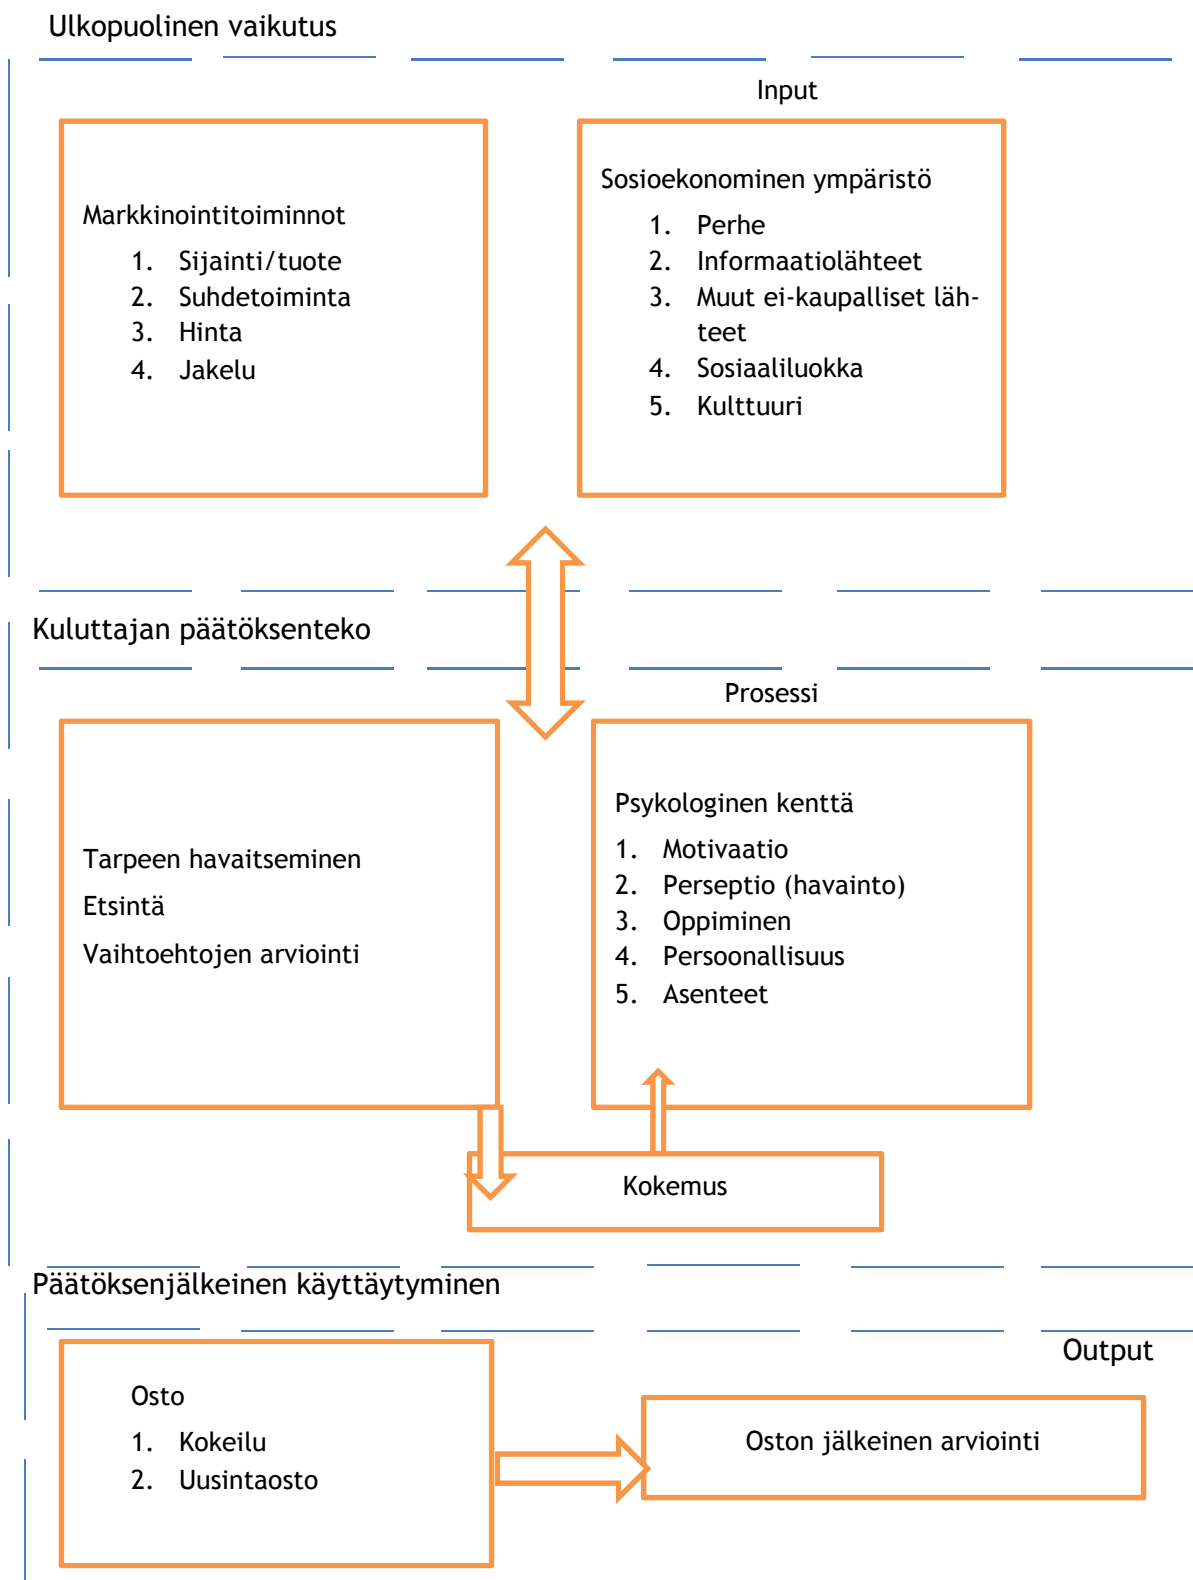 Ulkopuolinen vaikutus
Input
Markkinointitoiminnot
1. Sijainti/tuote
2. Suhdetoiminta
3. Hinta
4. Jakelu
Sosioekonominen ympäristö
1. Perhe
2. Informaatiolähteet
3. Muut ei-kaupalliset läh-
teet
4. Sosiaaliluokka
5. Kulttuuri
Kuluttajan päätöksenteko
Prosessi
Tarpeen havaitseminen
Etsintä
Vaihtoehtojen arviointi
Psykologinen kenttä
1. Motivaatio
2. Perseptio (havainto)
3. Oppiminen
4. Persoonallisuus
5. Asenteet
Kokemus
Päätöksenjälkeinen käyttäytyminen
Output
Osto
1. Kokeilu
2. Uusintaosto
Oston jälkeinen arviointi